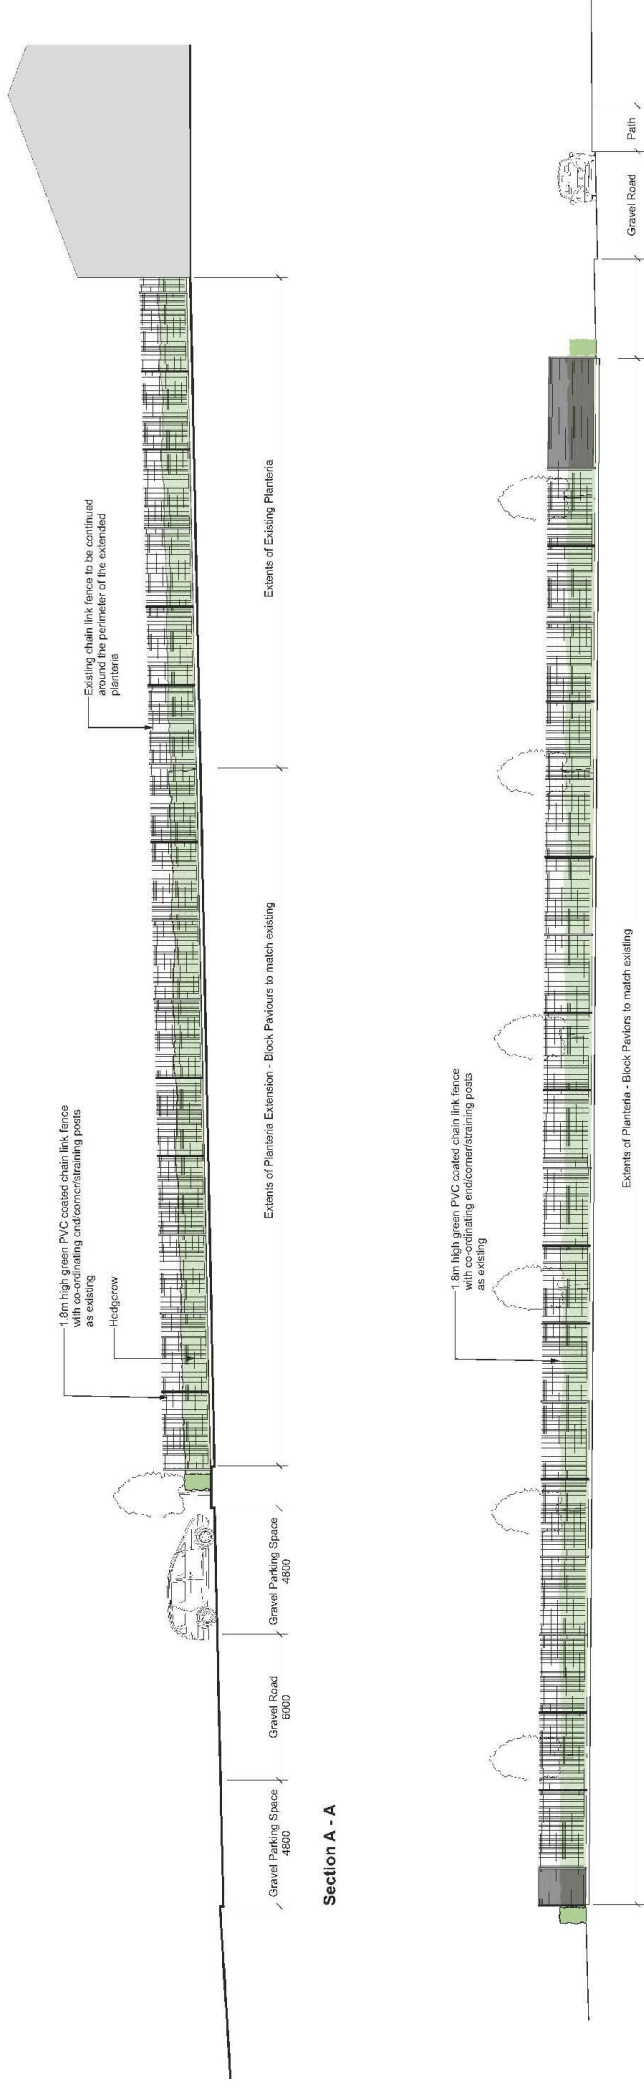 1.8m high green PVC coated chain link fence
with co-ordinating end/corner/straining posts
as existing
Hedgerow
Existing chain link fence to be continued
around the perimeter of the extended
planteria
Gravel Parking Space
4800
Gravel Road
6000
Gravel Parking Space
4800
Extents of Planteria Extension - Block Paviours to match existing
Extents of Existing Planteria
Section A - A
1.8m high green PVC coated chain link fence
with co-ordinating end/corner/straining posts
as existing
Extents of Planteria - Block Paviors to match existing
Gravel Road
Path